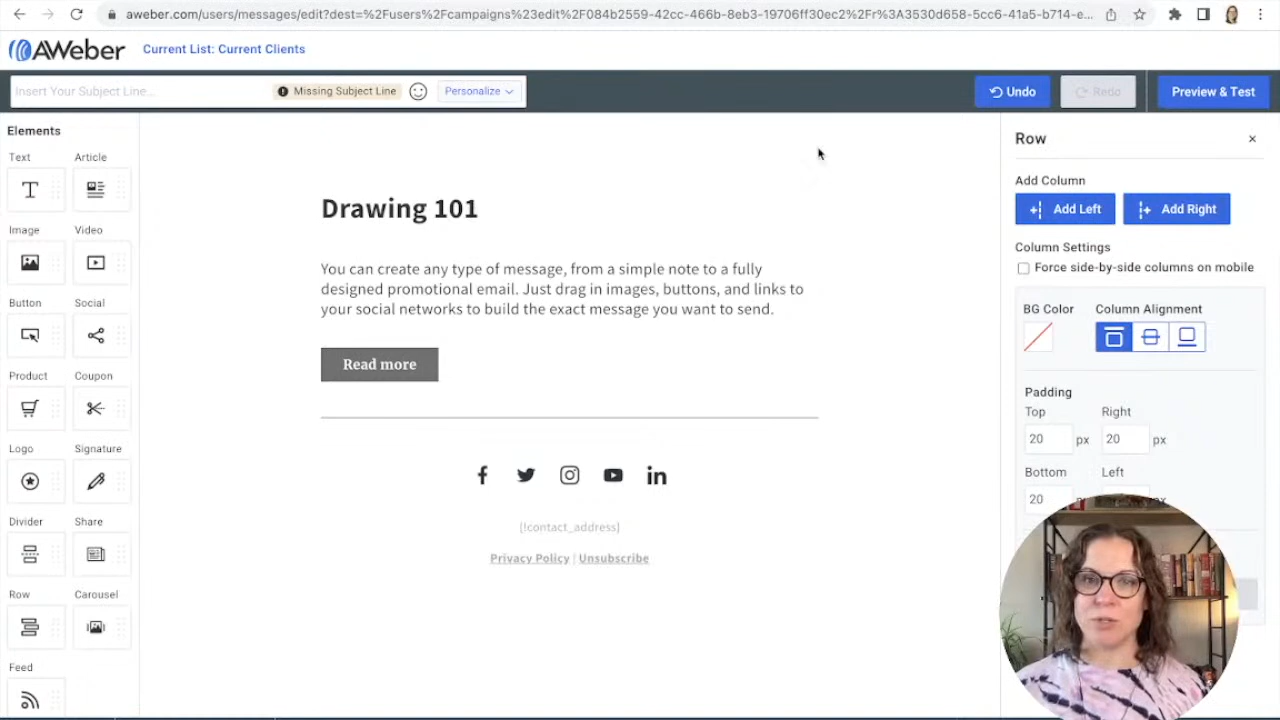 aweber.com/users/messages/edit?dest=%2Fusers%2Fcampaigns%23edit%2F084b2559-42cc-466b-8eb3-19706ff30ec2%2Fr%3A3530d658-5cc6-41a5-b714-e...
AWeber
Current List: Current Clients
Insert Your Subject Line...
Missing Subject Line
Personalize
Undo
Redo
Preview & Test
Elements
Text
Article
Image
Video
Button
Social
Product
Coupon
Logo
Signature
Divider
Share
Row
Carousel
Feed
Drawing 101
You can create any type of message, from a simple note to a fully
designed promotional email. Just drag in images, buttons, and links to
your social networks to build the exact message you want to send.
Read more
{!contact_address}
Privacy Policy | Unsubscribe
Row
Add Column
Add Left
Add Right
Column Settings
Force side-by-side columns on mobile
BG Color
Column Alignment
Padding
Top
Right
20 px
20 px
Bottom
Left
20